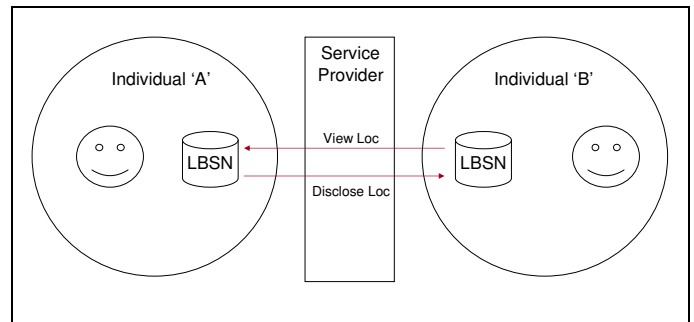 Service
Provider
Individual ‘A’
Individual ‘B’
View Loc
LBSN
LBSN
Disclose Loc